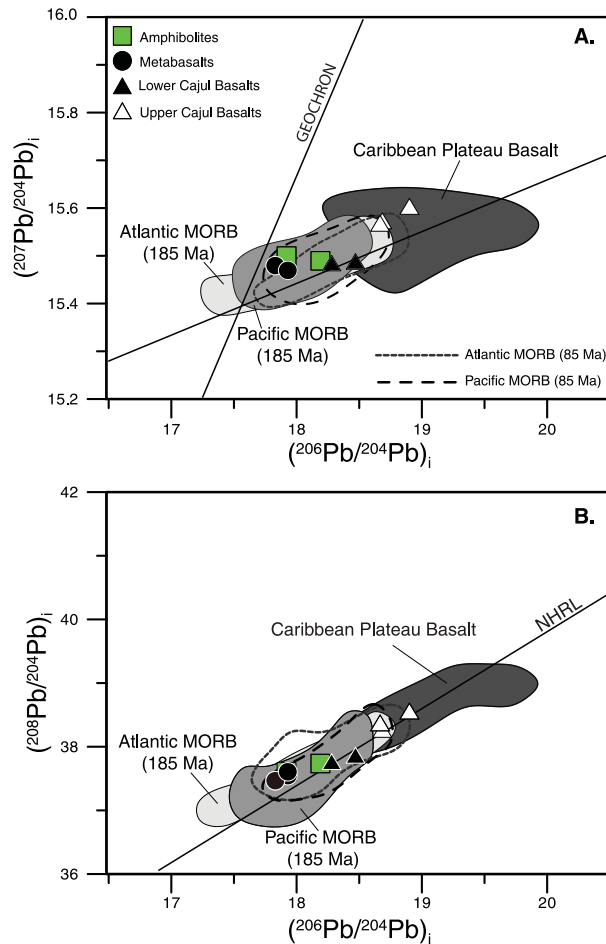 A.
Amphibolites
Metabasalts
Lower Cajul Basalts
Upper Cajul Basalts
GEOCHRON
Caribbean Plateau Basalt
Atlantic MORB
(185 Ma)
Pacific MORB
(185 Ma)
Atlantic MORB (85 Ma)
Pacific MORB (85 Ma)
16.0
15.8
15.6
15.4
15.2
(²⁰⁷Pb/²⁰⁴Pb)ᵢ
17 18 19 20
(²⁰⁶Pb/²⁰⁴Pb)ᵢ
B.
NHRL
Caribbean Plateau Basalt
Atlantic MORB
(185 Ma)
Pacific MORB
(185 Ma)
42
40
38
36
(²⁰⁸Pb/²⁰⁴Pb)ᵢ
17 18 19 20
(²⁰⁶Pb/²⁰⁴Pb)ᵢ